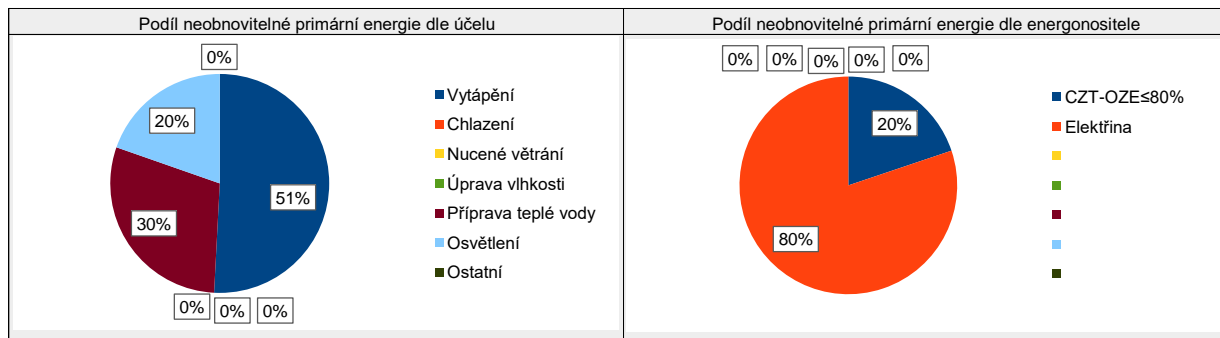 Podíl neobnovitelné primární energie dle účelu
0%
20%
51%
30%
0%
0%
0%
Vytápění
Chlazení
Nucené větrání
Úprava vlhkosti
Příprava teplé vody
Osvětlení
Ostatní
Podíl neobnovitelné primární energie dle energonositele
0%
0%
0%
0%
0%
20%
80%
CZT-OZE≤80%
Elektřina